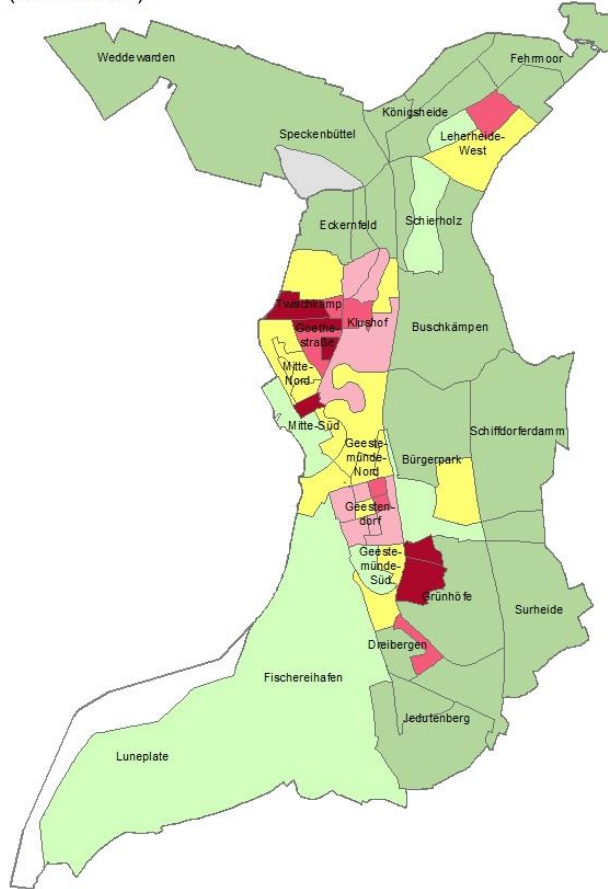 Weddewarden
Fehrmoor
Königsheide
Speckenbüttel
Leherheide-
West
Eckernfeld
Schierholz
Twischkamp
Klushof
Goethe-
straße
Buschkämpen
Mitte-
Nord
Mitte-Süd
Schiffdorferdamm
Geeste-
münde-
Nord
Bürgerpark
Geesten-
dorf
Geeste-
münde-
Süd
Grünhöfe
Surheide
Dreibergen
Fischereihafen
Jedutenberg
Luneplate